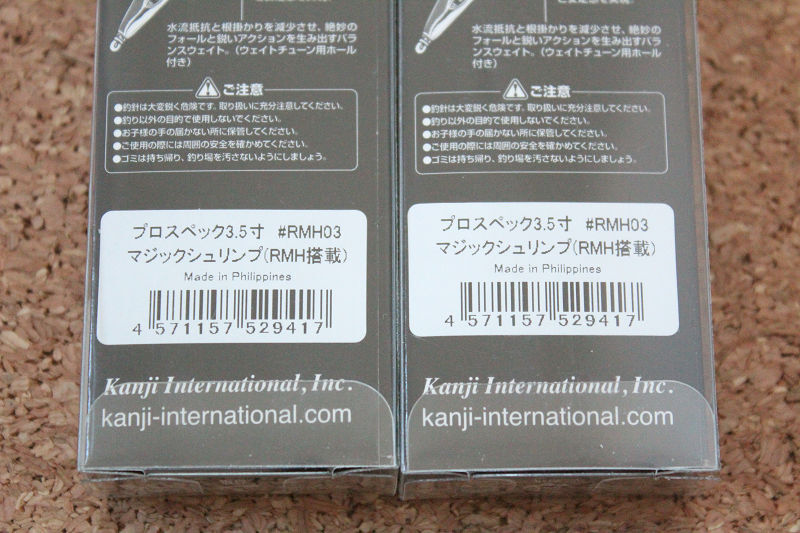 水流抵抗と根掛かりを減少させ、絶妙の
フォールと鋭いアクションを生み出すバラ
ンスウェイト。(ウェイトチューン用ホール
付き)
ご注意
●釣針は大変鋭く危険です。取り扱いに充分注意してください。
●釣り以外の目的で使用しないでください。
●お子様の手の届かない所に保管してください。
●ご使用の際には周囲の安全を確かめてください。
●ゴミは持ち帰り、釣り場を汚さないようにしましょう。
プロスペック3.5寸 #RMH03
マジックシュリンプ(RMH搭載)
Made in Philippines
4 571157 529417
Kanji International, Inc.
kanji-international.com
水流抵抗と根掛かりを減少させ、絶妙の
フォールと鋭いアクションを生み出すバラ
ンスウェイト。(ウェイトチューン用ホール
付き)
ご注意
●釣針は大変鋭く危険です。取り扱いに充分注意してください。
●釣り以外の目的で使用しないでください。
●お子様の手の届かない所に保管してください。
●ご使用の際には周囲の安全を確かめてください。
●ゴミは持ち帰り、釣り場を汚さないようにしましょう。
プロスペック3.5寸 #RMH03
マジックシュリンプ(RMH搭載)
Made in Philippines
4 571157 529417
Kanji International, Inc.
kanji-international.com